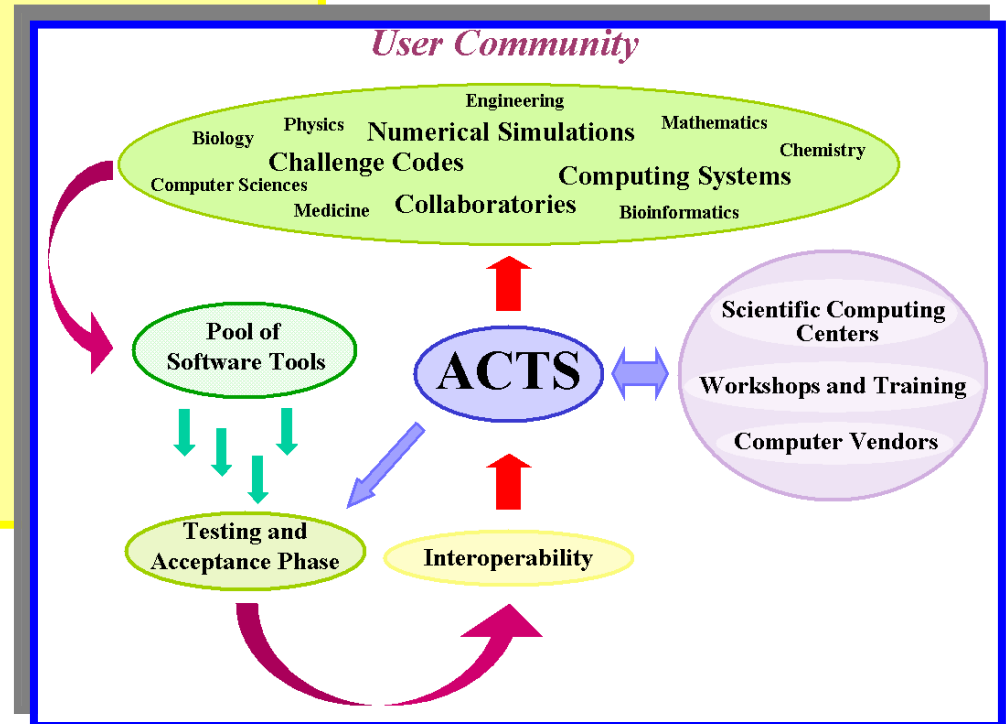 User Community
Engineering
Physics
Numerical Simulations
Mathematics
Biology
Challenge Codes
Chemistry
Computer Sciences
Computing Systems
Medicine
Collaboratories
Bioinformatics
Pool of
Software Tools
ACTS
Scientific Computing
Centers
Workshops and Training
Computer Vendors
Testing and
Acceptance Phase
Interoperability